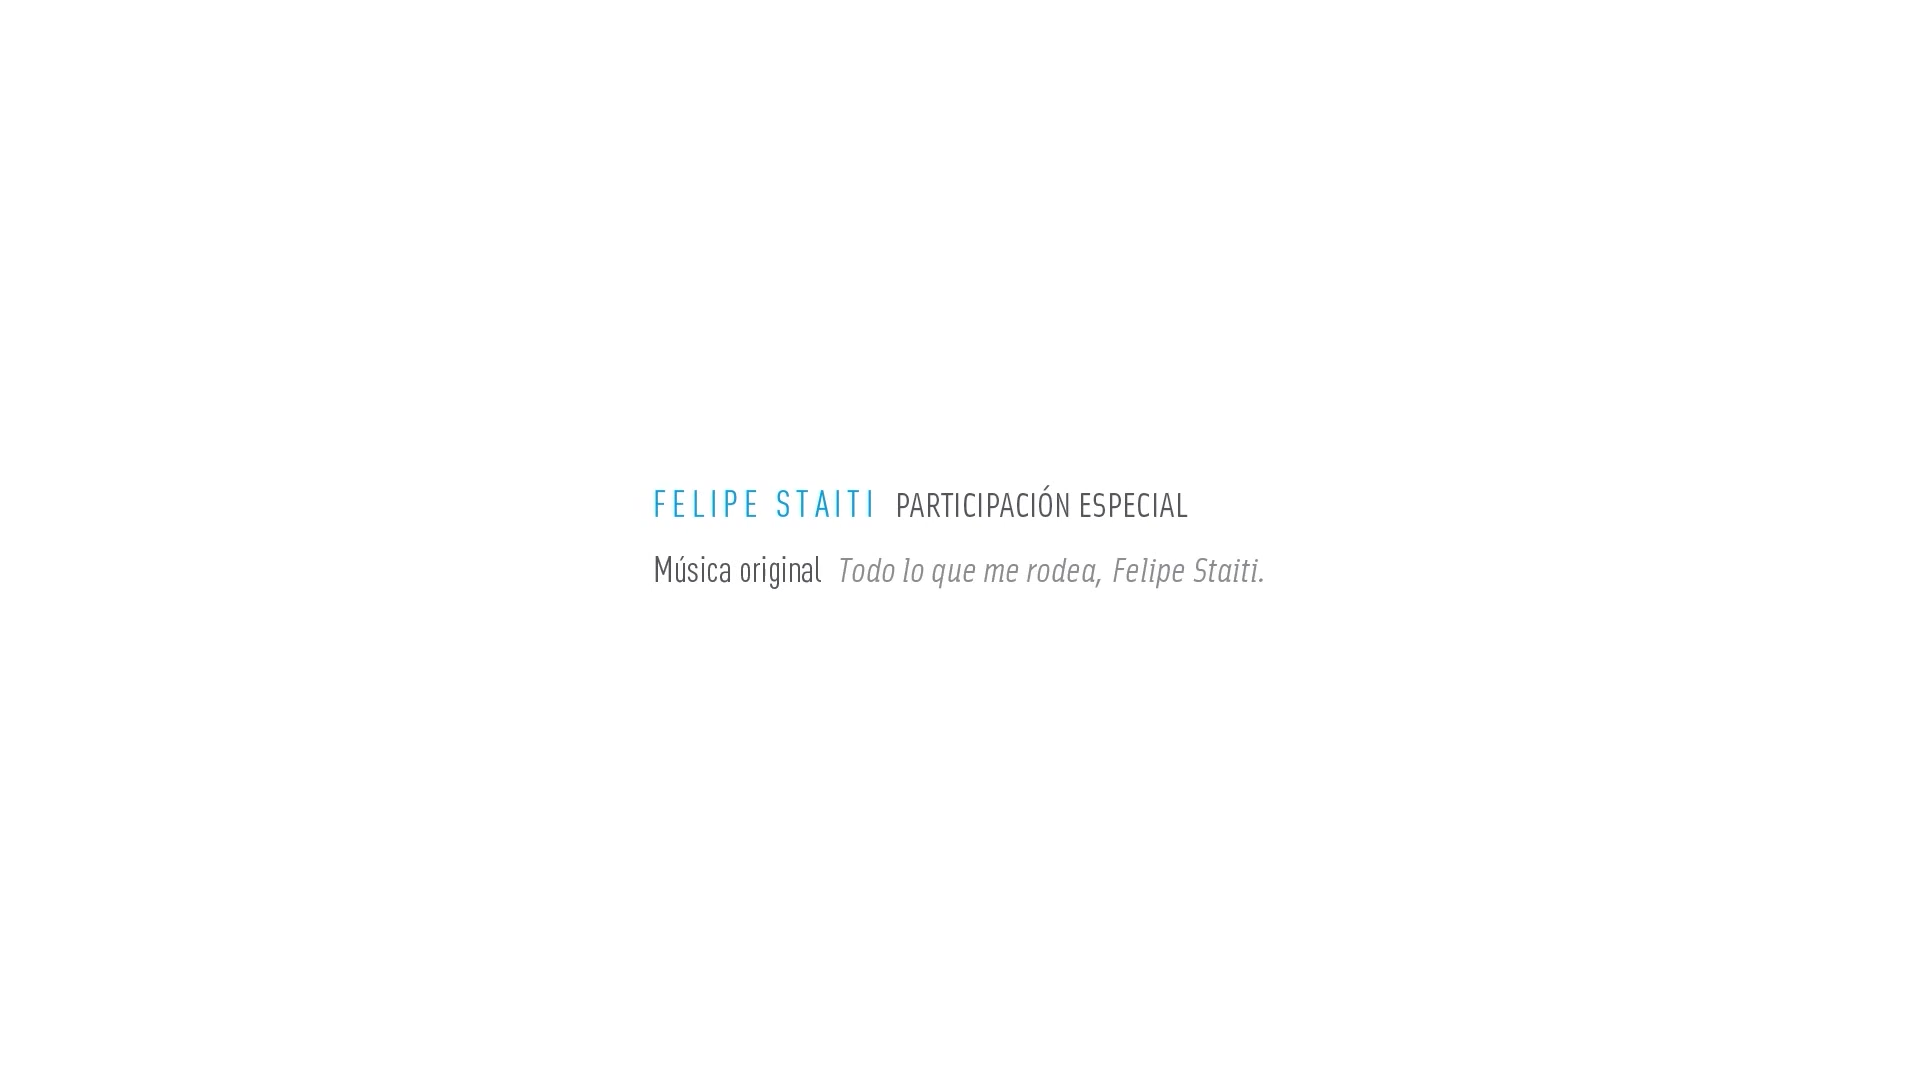 FELIPE STAITI PARTICIPACIÓN ESPECIAL
Música original Todo lo que me rodea, Felipe Staiti.